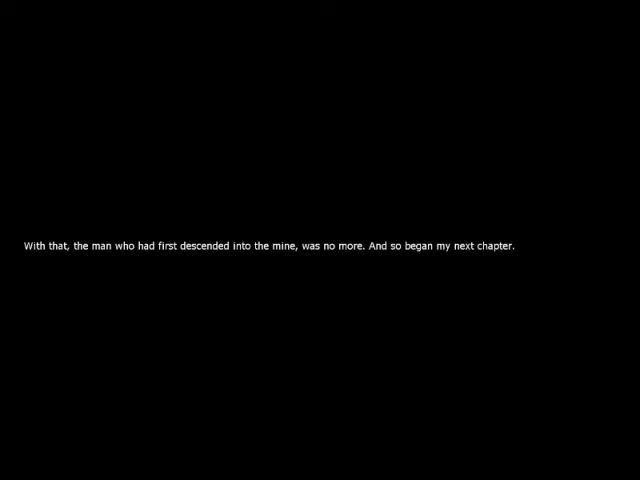 With that, the man who had first descended into the mine, was no more. And so began my next chapter.